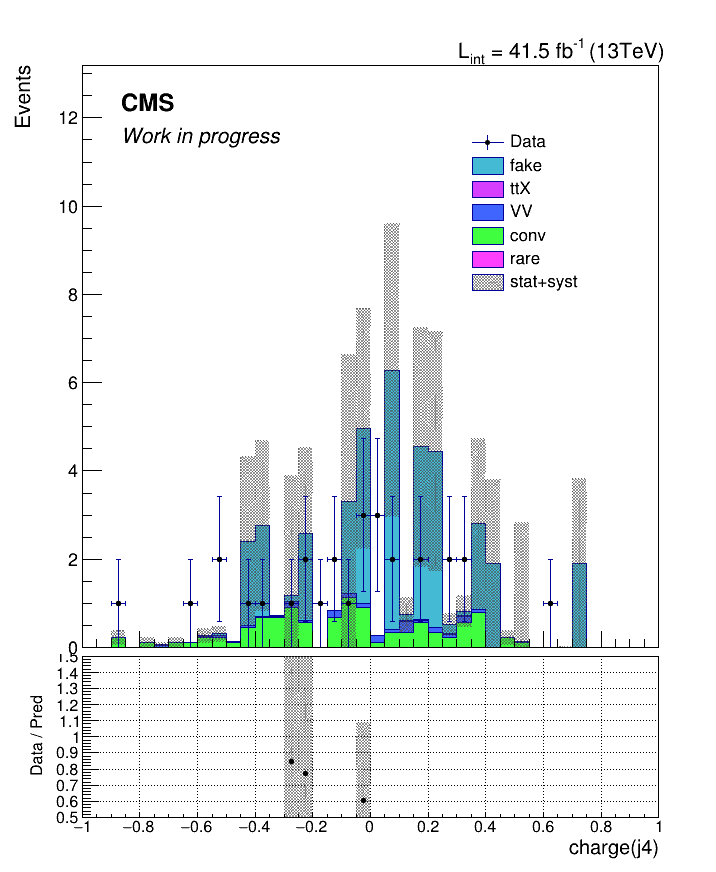 L_int = 41.5 fb^-1 (13TeV)
Events
CMS
Work in progress
Data
fake
ttX
VV
conv
rare
stat+syst
12
10
8
6
4
2
0
Data / Pred
1.5
1.4
1.3
1.2
1.1
1
0.9
0.8
0.7
0.6
0.5
−1 −0.8 −0.6 −0.4 −0.2 0 0.2 0.4 0.6 0.8 1
charge(j4)